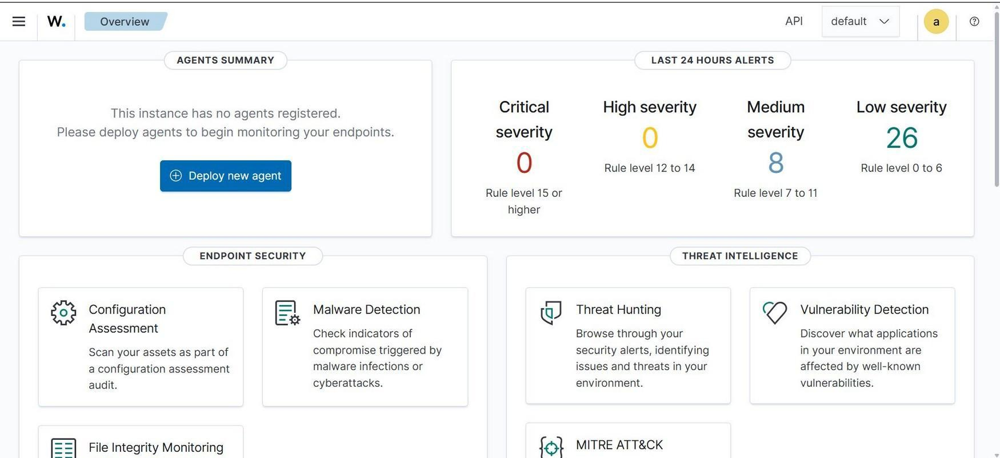 W.
Overview
API
default
a
AGENTS SUMMARY
This instance has no agents registered.
Please deploy agents to begin monitoring your endpoints.
Deploy new agent
LAST 24 HOURS ALERTS
Critical
severity
0
Rule level 15 or
higher
High severity
0
Rule level 12 to 14
Medium
severity
8
Rule level 7 to 11
Low severity
26
Rule level 0 to 6
ENDPOINT SECURITY
Configuration
Assessment
Scan your assets as part of
a configuration assessment
audit.
Malware Detection
Check indicators of
compromise triggered by
malware infections or
cyberattacks.
File Integrity Monitoring
THREAT INTELLIGENCE
Threat Hunting
Browse through your
security alerts, identifying
issues and threats in your
environment.
Vulnerability Detection
Discover what applications
in your environment are
affected by well-known
vulnerabilities.
MITRE ATT&CK